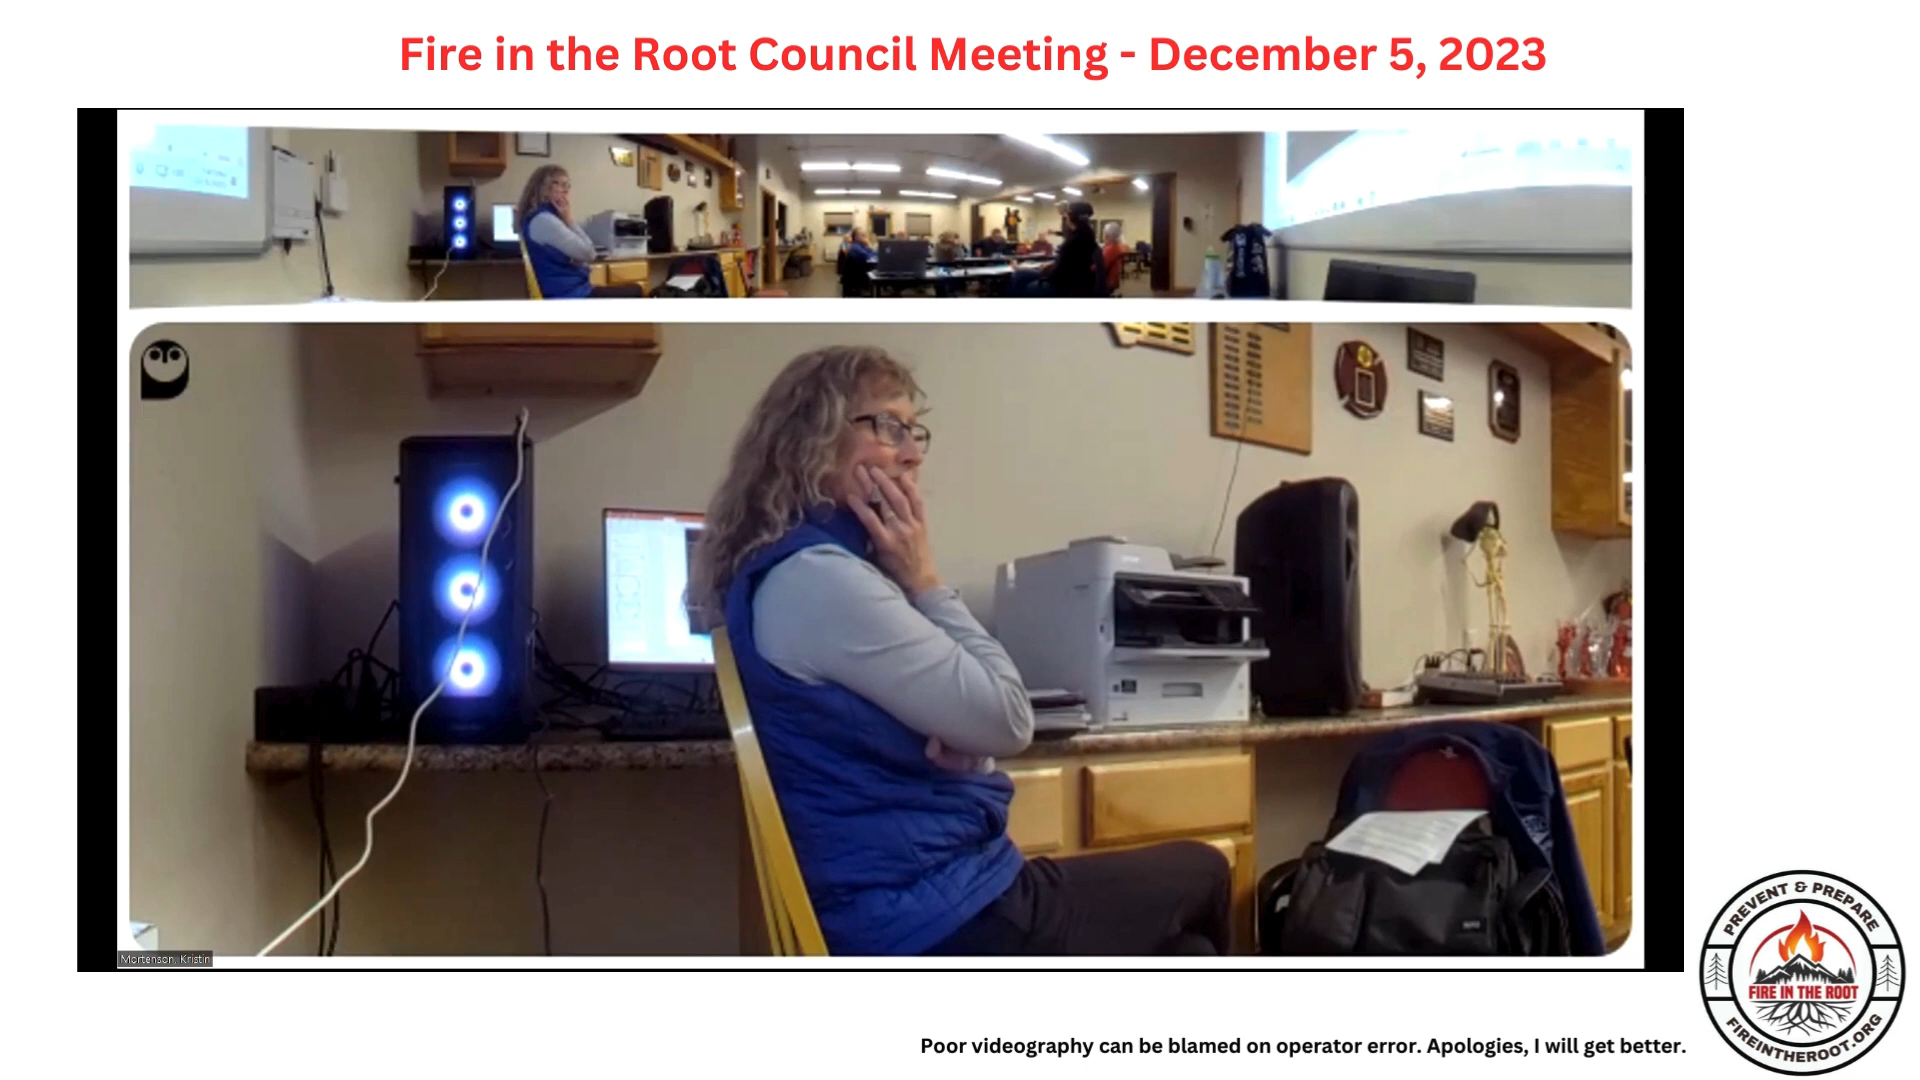 Fire in the Root Council Meeting - December 5, 2023
Mortenson, Kristin
PREVENT & PREPARE
FIRE IN THE ROOT
FIREINTHEROOT.ORG
Poor videography can be blamed on operator error. Apologies, I will get better.